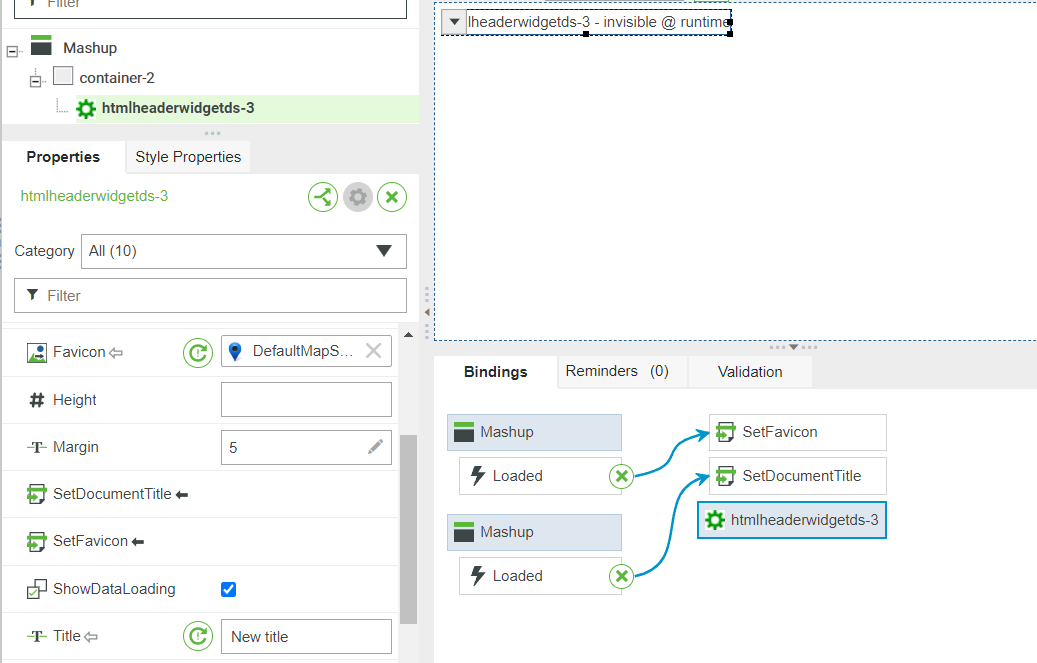 Filter
Mashup
container-2
htmlheaderwidgetds-3
Properties
Style Properties
htmlheaderwidgetds-3
Category
All (10)
Filter
Favicon
DefaultMapS...
Height
Margin
5
SetDocumentTitle
SetFavicon
ShowDataLoading
Title
New title
lheaderwidgetds-3 - invisible @ runtime
Bindings
Reminders (0)
Validation
Mashup
SetFavicon
Loaded
SetDocumentTitle
htmlheaderwidgetds-3
Mashup
Loaded